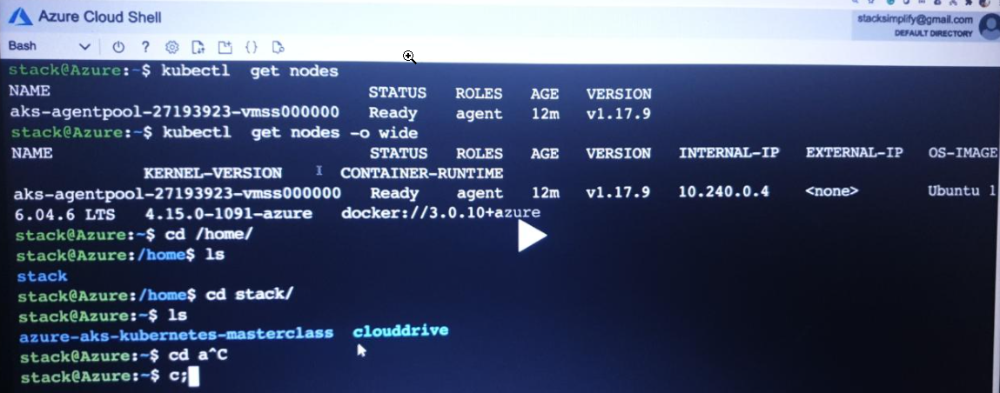 Azure Cloud Shell
stacksimplify@gmail.com
DEFAULT DIRECTORY
Bash
stack@Azure:~$ kubectl  get nodes
NAME STATUS ROLES AGE VERSION
aks-agentpool-27193923-vmss000000 Ready agent 12m v1.17.9
stack@Azure:~$ kubectl  get nodes -o wide
NAME STATUS ROLES AGE VERSION INTERNAL-IP EXTERNAL-IP OS-IMAGE
KERNEL-VERSION CONTAINER-RUNTIME
aks-agentpool-27193923-vmss000000 Ready agent 12m v1.17.9 10.240.0.4 <none> Ubuntu 1
6.04.6 LTS 4.15.0-1091-azure docker://3.0.10+azure
stack@Azure:~$ cd /home/
stack@Azure:/home$ ls
stack
stack@Azure:/home$ cd stack/
stack@Azure:~$ ls
azure-aks-kubernetes-masterclass clouddrive
stack@Azure:~$ cd a^C
stack@Azure:~$ c;